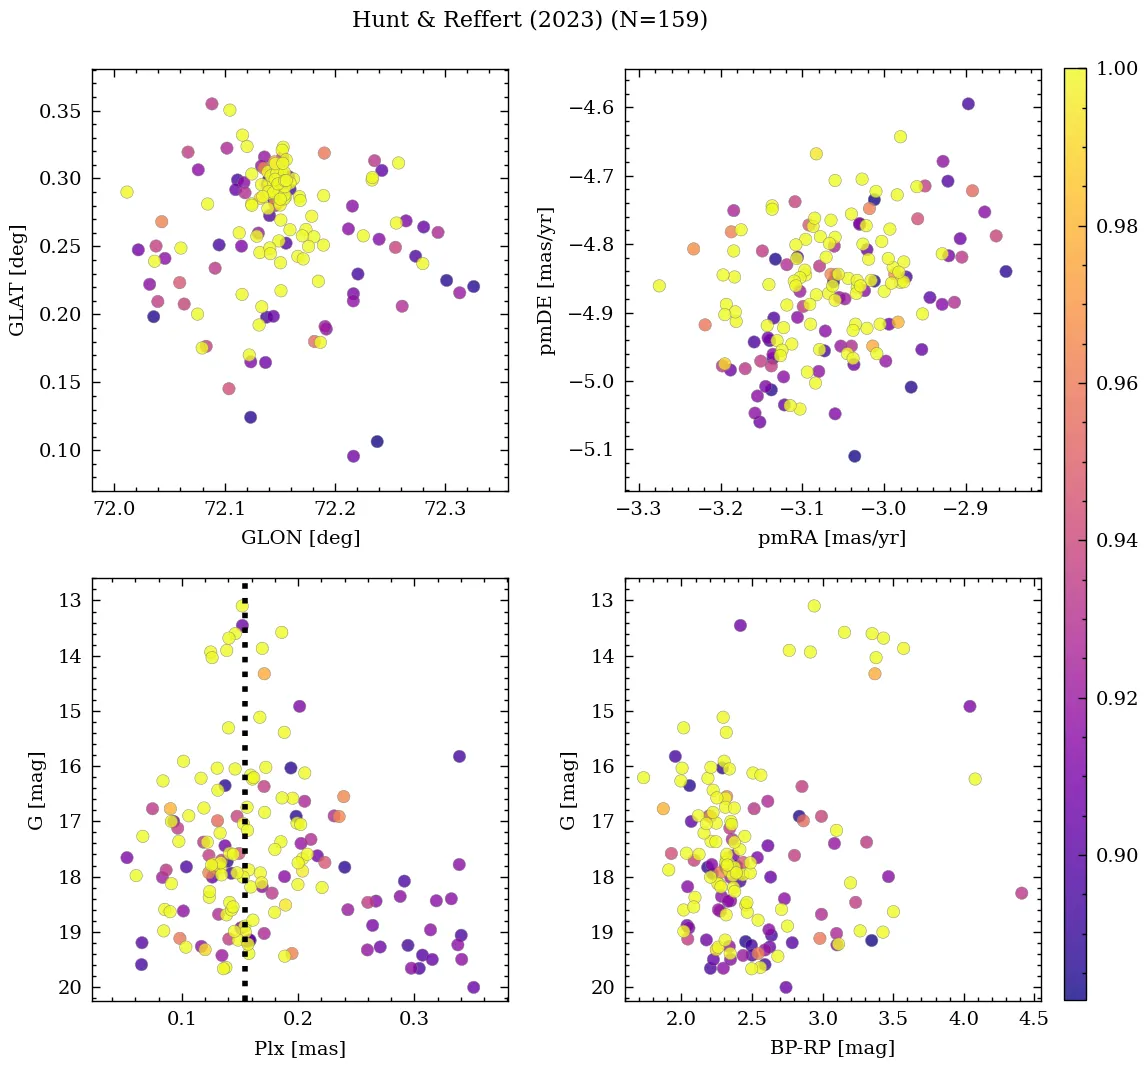 Hunt & Reffert (2023) (N=159)
0.35
0.30
0.25
0.20
0.15
0.10
GLAT [deg]
72.0 72.1 72.2 72.3
GLON [deg]
−4.6
−4.7
−4.8
−4.9
−5.0
−5.1
pmDE [mas/yr]
−3.3 −3.2 −3.1 −3.0 −2.9
pmRA [mas/yr]
1.00
0.98
0.96
0.94
0.92
0.90
13
14
15
16
17
18
19
20
G [mag]
0.1 0.2 0.3
Plx [mas]
13
14
15
16
17
18
19
20
G [mag]
2.0 2.5 3.0 3.5 4.0 4.5
BP-RP [mag]